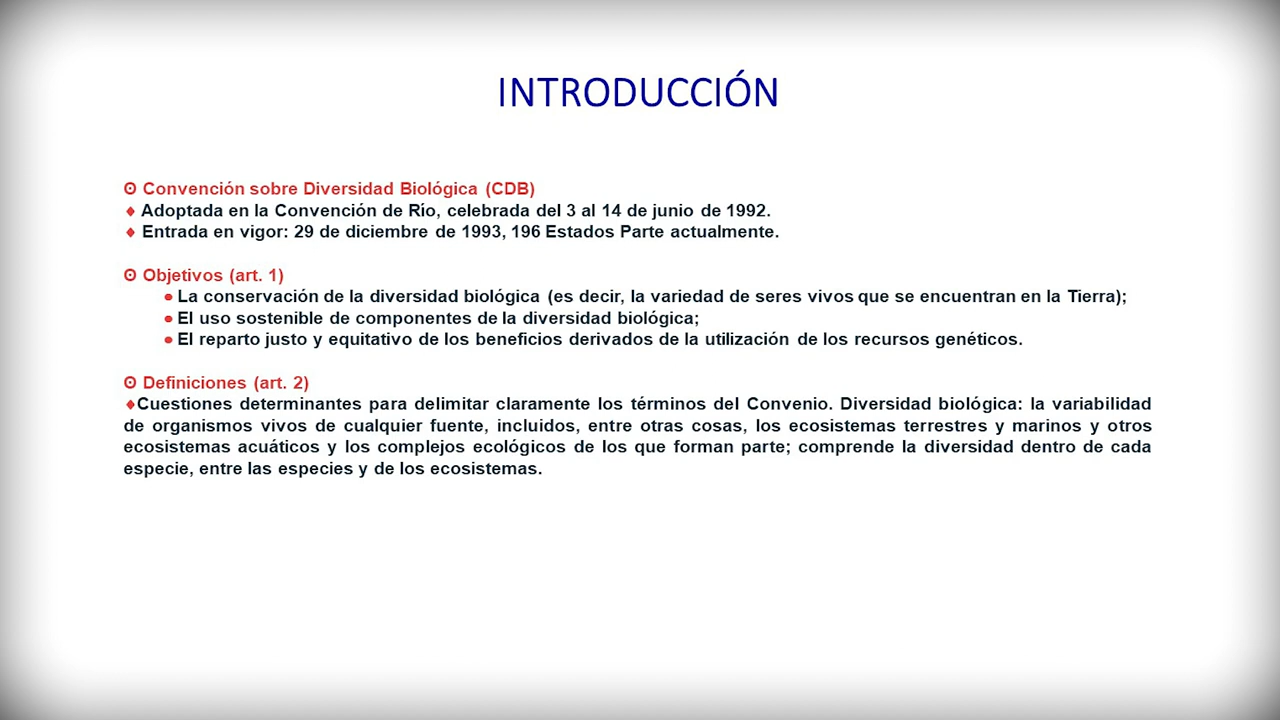 INTRODUCCIÓN
⊙ Convención sobre Diversidad Biológica (CDB)
♦ Adoptada en la Convención de Río, celebrada del 3 al 14 de junio de 1992.
♦ Entrada en vigor: 29 de diciembre de 1993, 196 Estados Parte actualmente.
⊙ Objetivos (art. 1)
● La conservación de la diversidad biológica (es decir, la variedad de seres vivos que se encuentran en la Tierra);
● El uso sostenible de componentes de la diversidad biológica;
● El reparto justo y equitativo de los beneficios derivados de la utilización de los recursos genéticos.
⊙ Definiciones (art. 2)
♦Cuestiones determinantes para delimitar claramente los términos del Convenio. Diversidad biológica: la variabilidad
de organismos vivos de cualquier fuente, incluidos, entre otras cosas, los ecosistemas terrestres y marinos y otros
ecosistemas acuáticos y los complejos ecológicos de los que forman parte; comprende la diversidad dentro de cada
especie, entre las especies y de los ecosistemas.